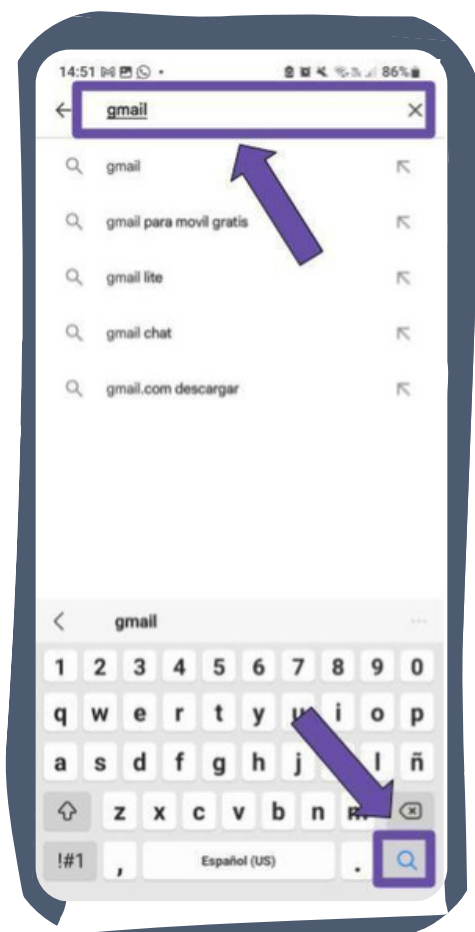 14:51 86%
gmail
gmail
gmail para movil gratis
gmail lite
gmail chat
gmail.com descargar
gmail
1 2 3 4 5 6 7 8 9 0
q w e r t y u i o p
a s d f g h j l ñ
z x c v b n m
!#1 , Español (US) .